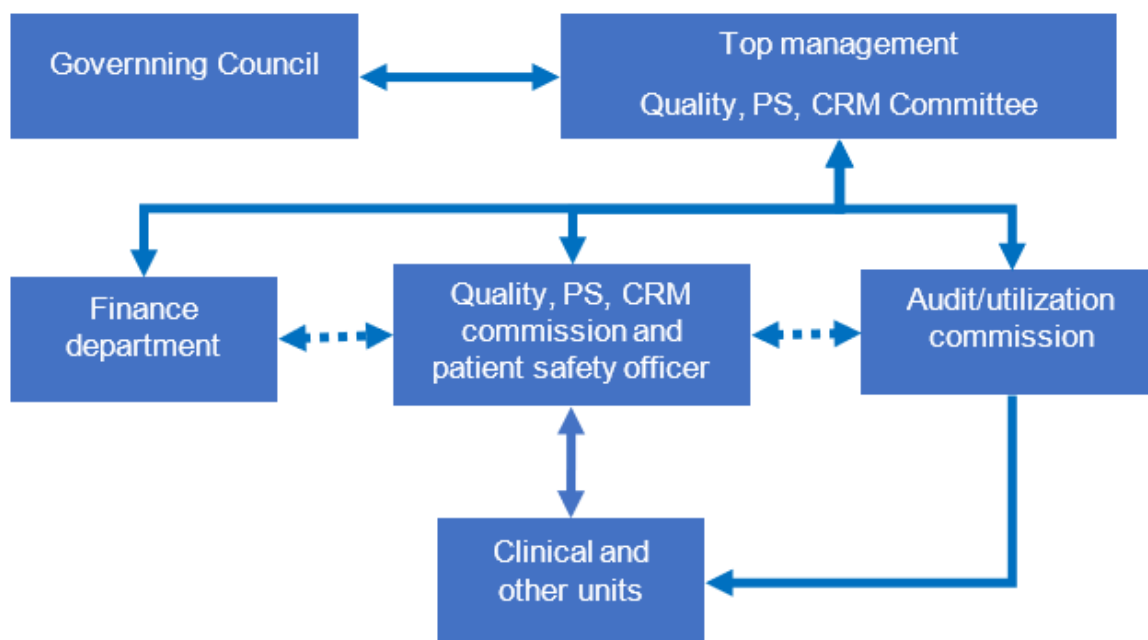 Governning Council
Top management
Quality, PS, CRM Committee
Finance
department
Quality, PS, CRM
commission and
patient safety officer
Audit/utilization
commission
Clinical and
other units